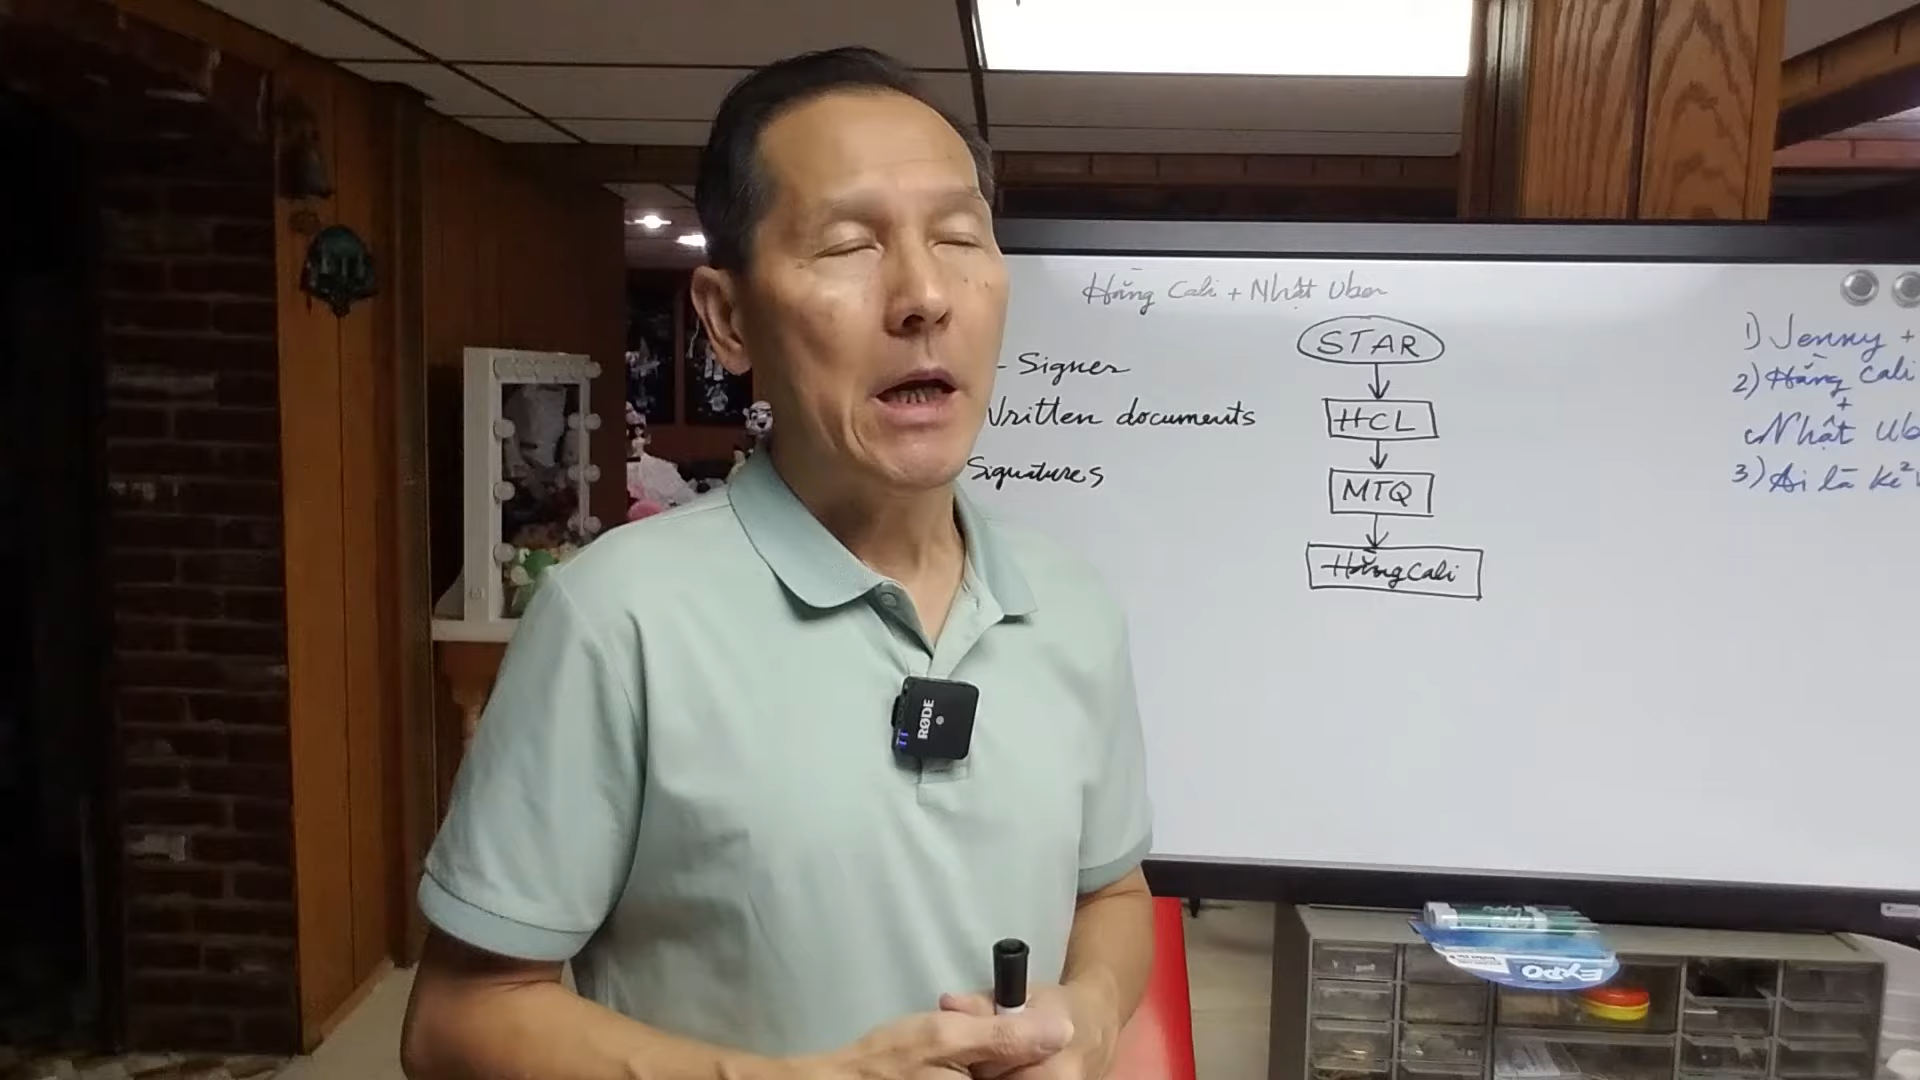 Hằng Cali + Nhật Uber
- Signer
Written documents
Signatures
STAR
HCL
MTQ
Hằng Cali
1) Jenny +
2) Hằng Cali
+
Nhật Ub
3) Ai là kẻ
RØDE
EXPO